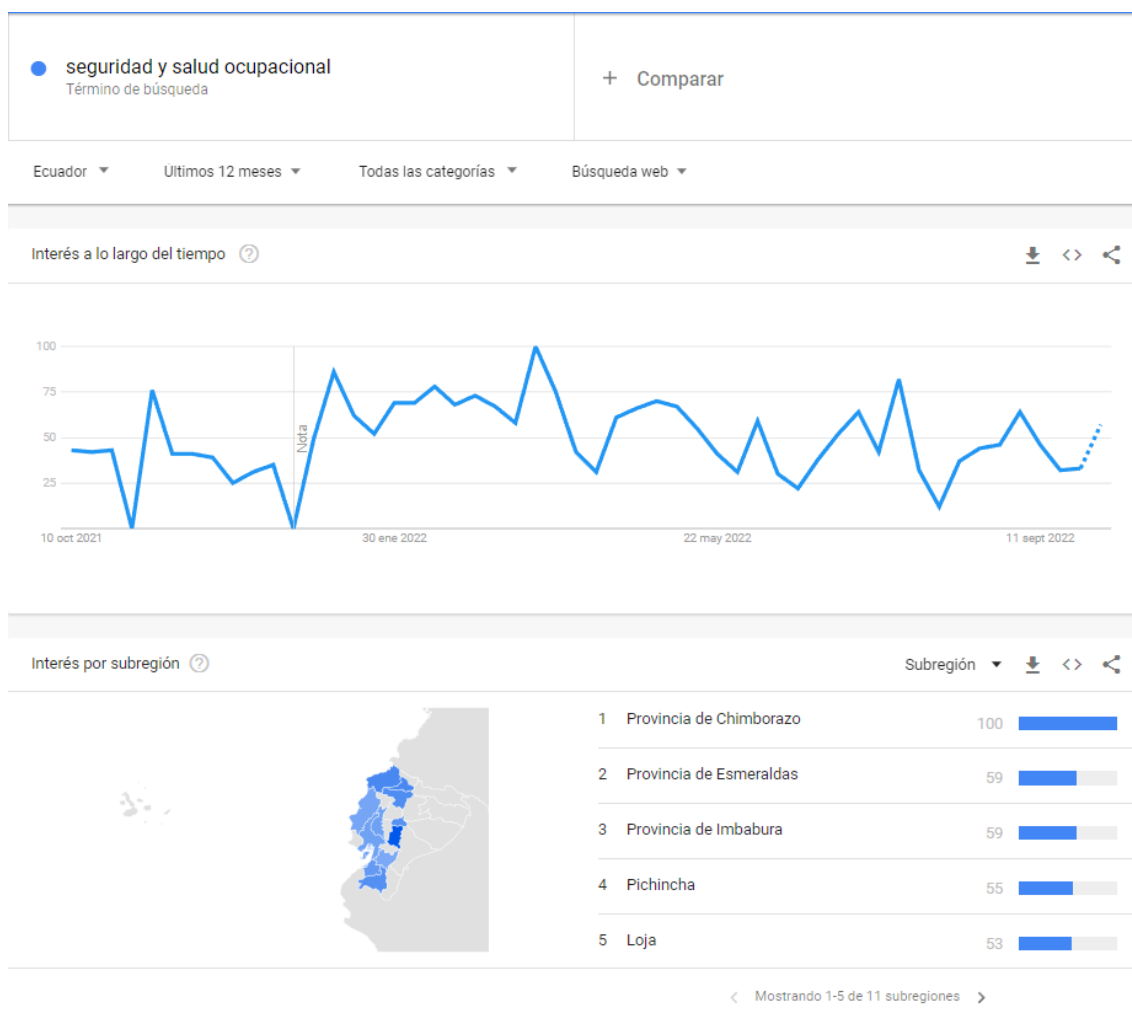 seguridad y salud ocupacional
Término de búsqueda
+ Comparar
Ecuador
Últimos 12 meses
Todas las categorías
Búsqueda web
Interés a lo largo del tiempo ?
100
75
50
25
Nota
10 oct 2021
30 ene 2022
22 may 2022
11 sept 2022
Interés por subregión ?
Subregión
1 Provincia de Chimborazo 100
2 Provincia de Esmeraldas 59
3 Provincia de Imbabura 59
4 Pichincha 55
5 Loja 53
Mostrando 1-5 de 11 subregiones